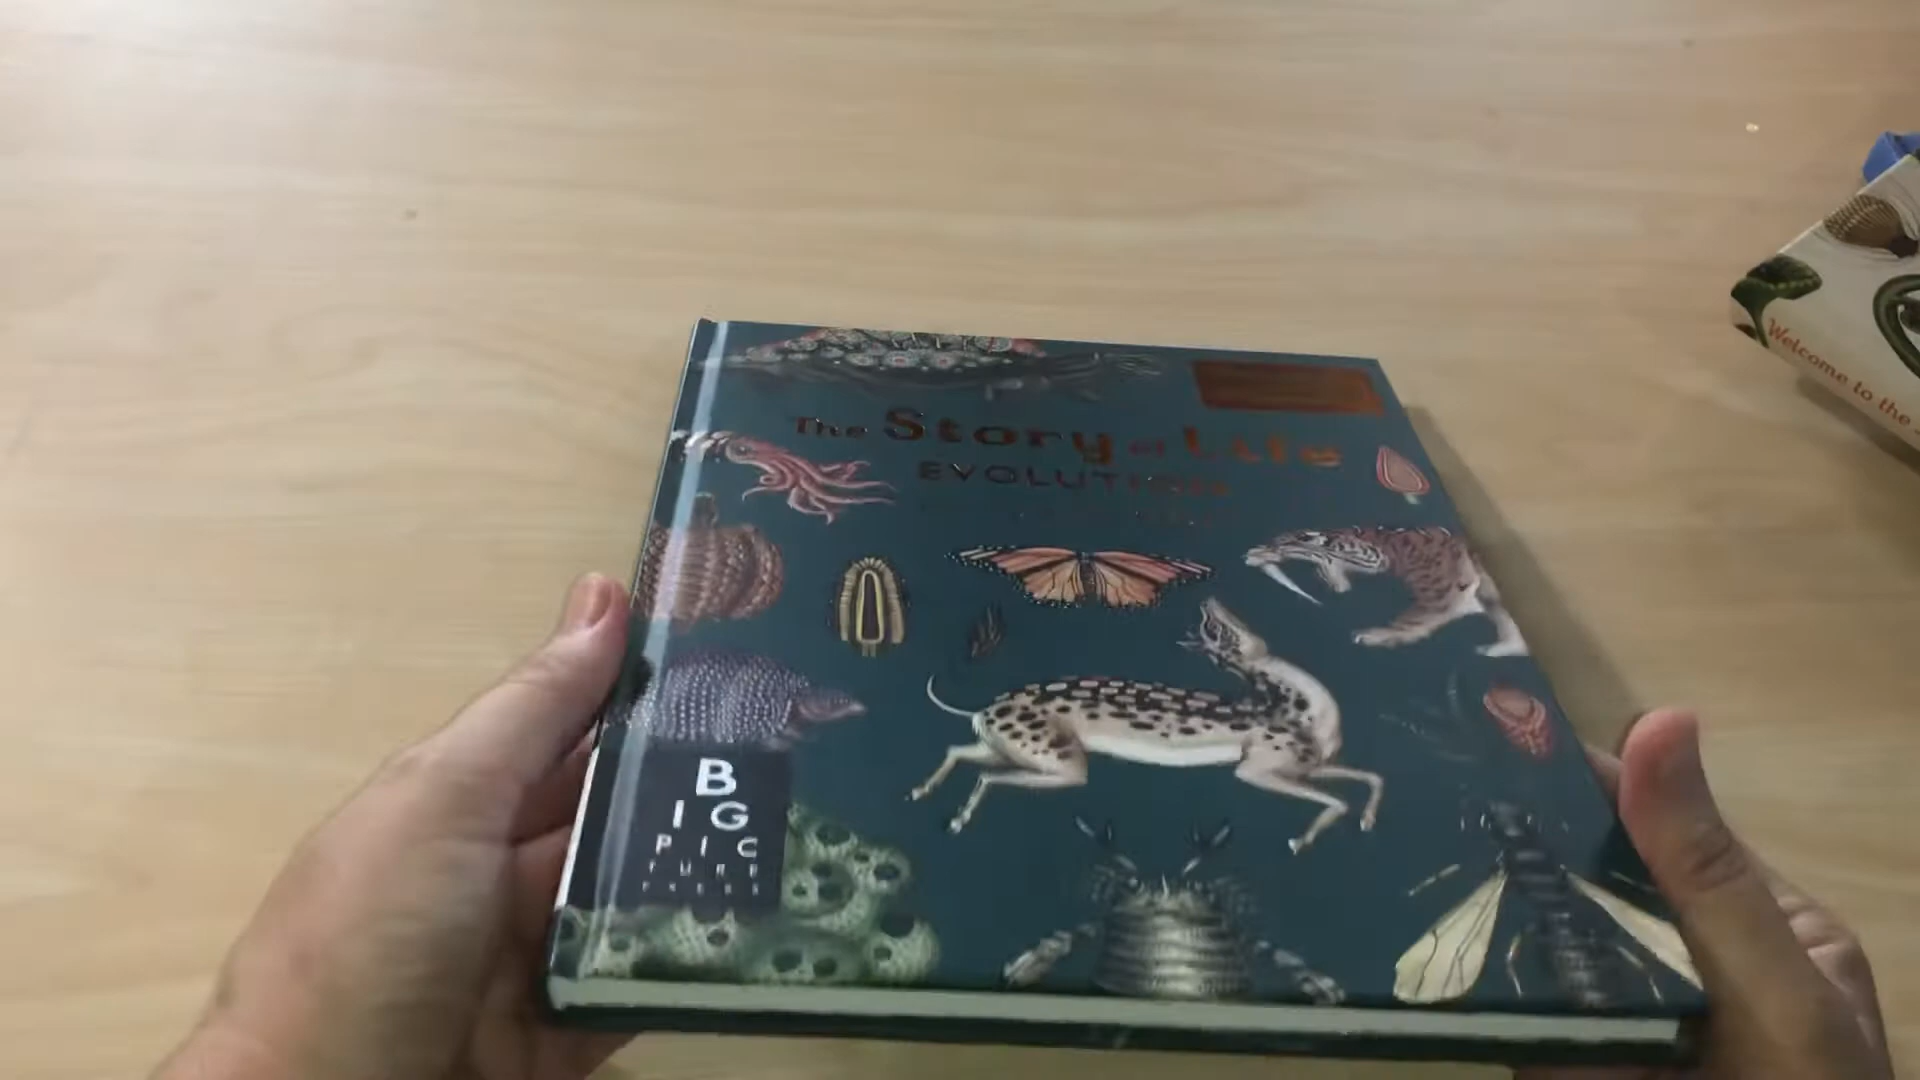 The Story of Life
EVOLUTION
B
I G
P I C
T U R E
P R E S S
Welcome to the